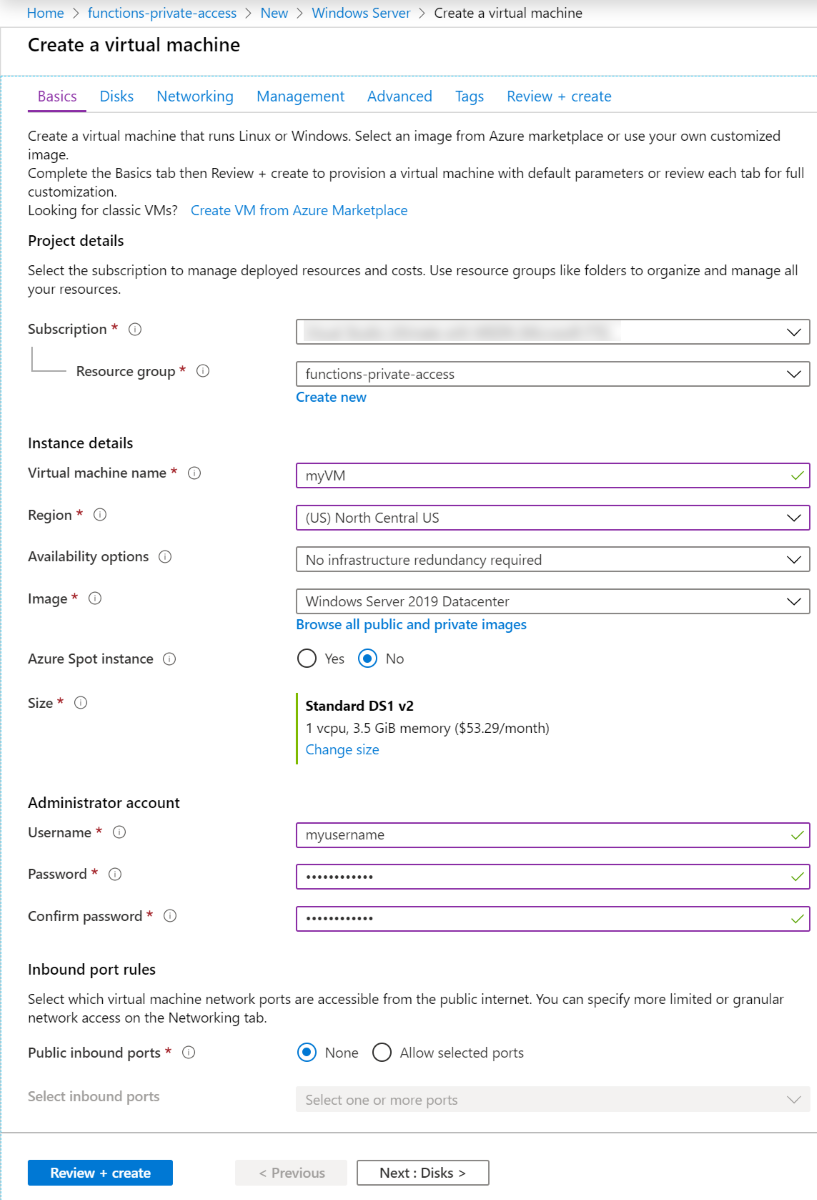 Home > functions-private-access > New > Windows Server > Create a virtual machine
Create a virtual machine
Basics Disks Networking Management Advanced Tags Review + create
Create a virtual machine that runs Linux or Windows. Select an image from Azure marketplace or use your own customized
image.
Complete the Basics tab then Review + create to provision a virtual machine with default parameters or review each tab for full
customization.
Looking for classic VMs? Create VM from Azure Marketplace
Project details
Select the subscription to manage deployed resources and costs. Use resource groups like folders to organize and manage all
your resources.
Subscription *
Resource group * functions-private-access
Create new
Instance details
Virtual machine name * myVM
Region * (US) North Central US
Availability options No infrastructure redundancy required
Image * Windows Server 2019 Datacenter
Browse all public and private images
Azure Spot instance Yes No
Size * Standard DS1 v2
1 vcpu, 3.5 GiB memory ($53.29/month)
Change size
Administrator account
Username * myusername
Password * ••••••••••••
Confirm password * ••••••••••••
Inbound port rules
Select which virtual machine network ports are accessible from the public internet. You can specify more limited or granular
network access on the Networking tab.
Public inbound ports * None Allow selected ports
Select inbound ports Select one or more ports
Review + create < Previous Next : Disks >